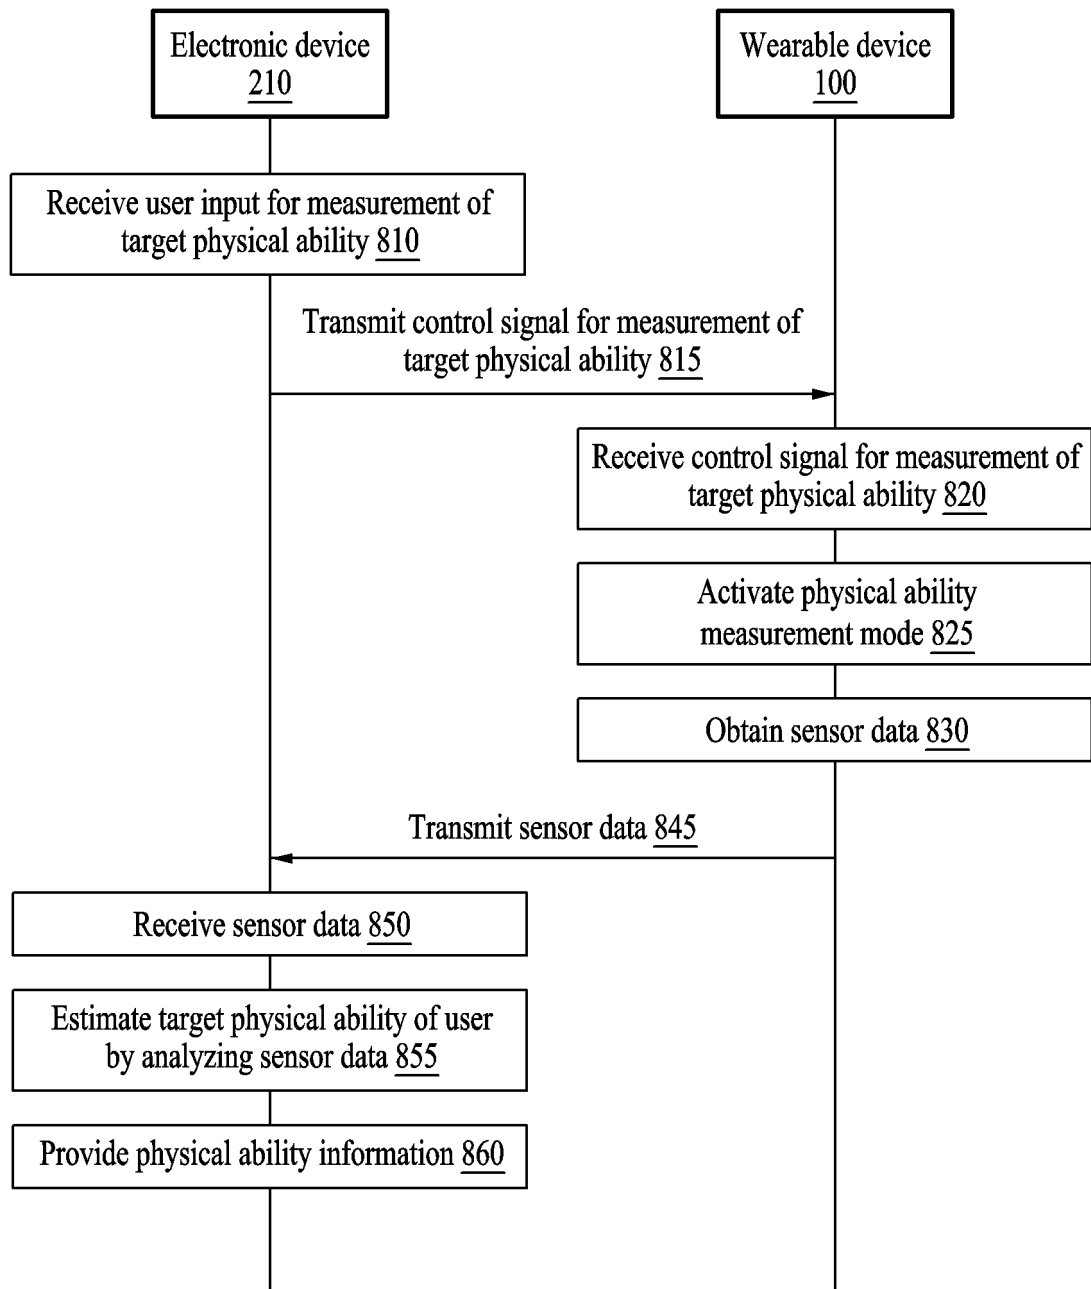 Electronic device
210
Wearable device
100
Receive user input for measurement of
target physical ability 810
Transmit control signal for measurement of
target physical ability 815
Receive control signal for measurement of
target physical ability 820
Activate physical ability
measurement mode 825
Obtain sensor data 830
Transmit sensor data 845
Receive sensor data 850
Estimate target physical ability of user
by analyzing sensor data 855
Provide physical ability information 860